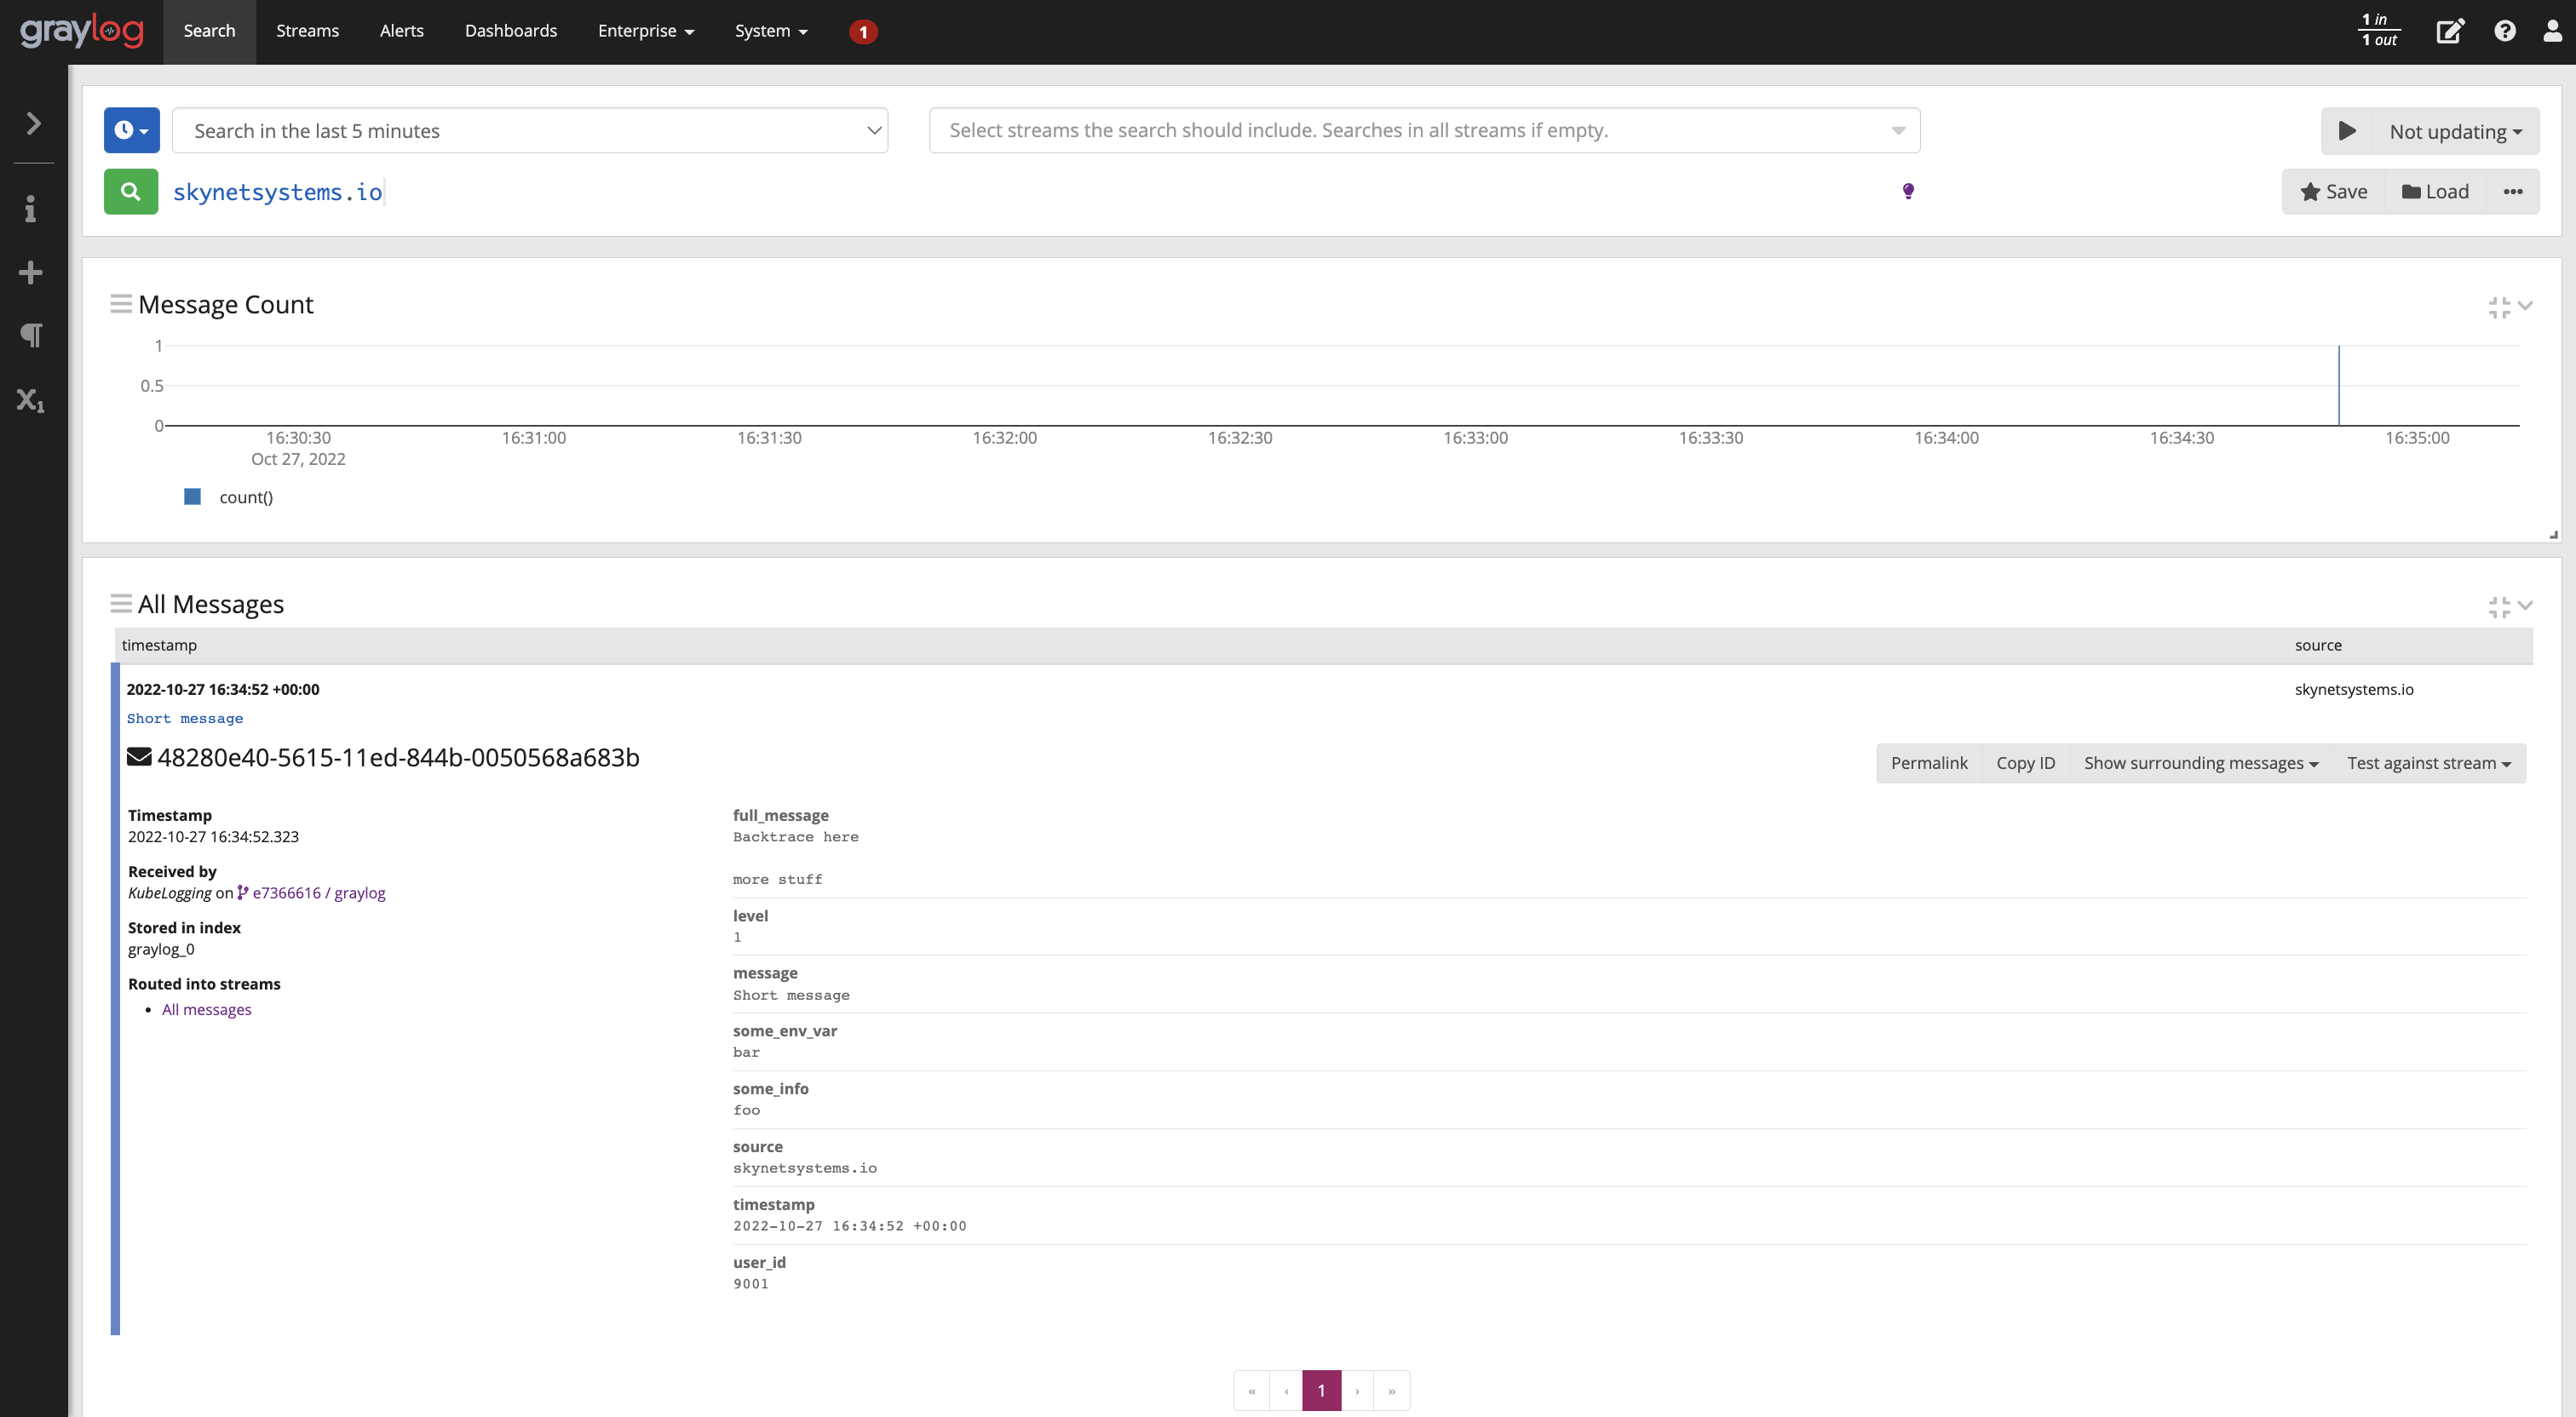 graylog Search Streams Alerts Dashboards Enterprise System 1 1 in
1 out
Search in the last 5 minutes Select streams the search should include. Searches in all streams if empty. Not updating
skynetsystems.io Save Load
Message Count
1
0.5
0
16:30:30 16:31:00 16:31:30 16:32:00 16:32:30 16:33:00 16:33:30 16:34:00 16:34:30 16:35:00
Oct 27, 2022
count()
All Messages
timestamp source
2022-10-27 16:34:52 +00:00 skynetsystems.io
Short message
48280e40-5615-11ed-844b-0050568a683b Permalink Copy ID Show surrounding messages Test against stream
Timestamp
2022-10-27 16:34:52.323
Received by
KubeLogging on e7366616 / graylog
Stored in index
graylog_0
Routed into streams
• All messages
full_message
Backtrace here
more stuff
level
1
message
Short message
some_env_var
bar
some_info
foo
source
skynetsystems.io
timestamp
2022-10-27 16:34:52 +00:00
user_id
9001
« ‹ 1 › »